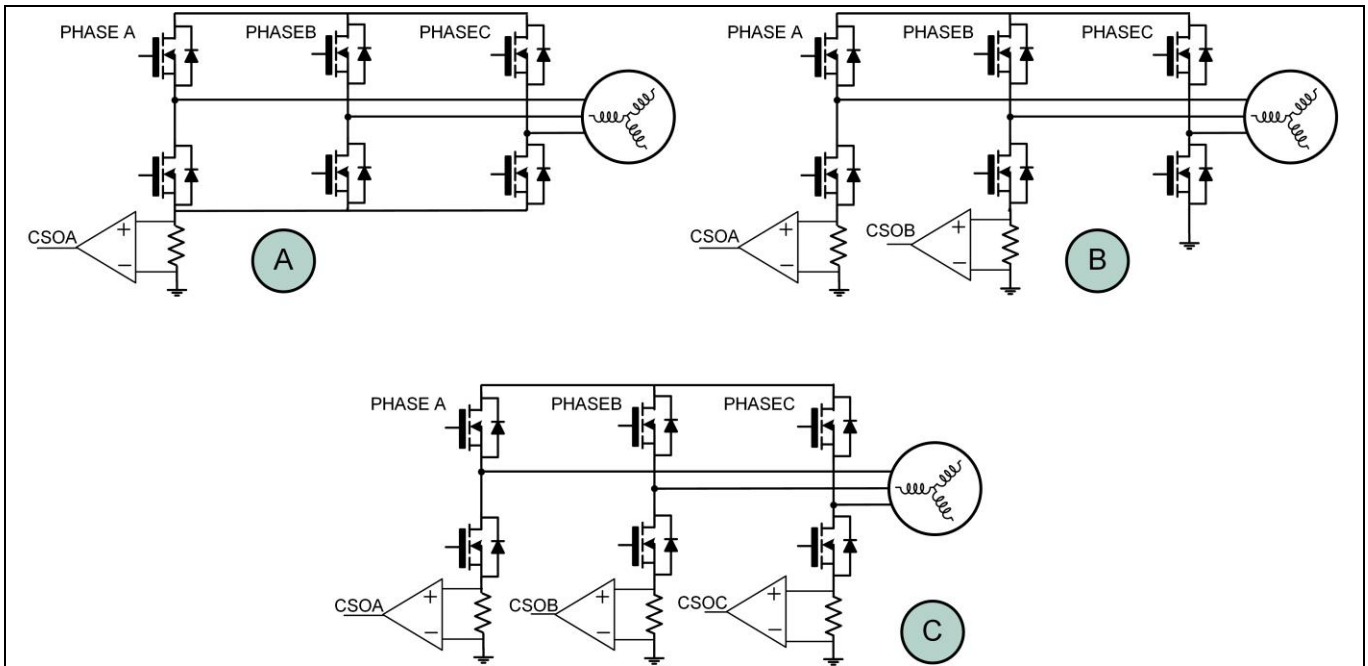 PHASE A PHASEB PHASEC
+
−
CSOA
A
PHASE A PHASEB PHASEC
+
−
CSOA
+
−
CSOB
B
PHASE A PHASEB PHASEC
+
−
CSOA
+
−
CSOB
+
−
CSOC
C